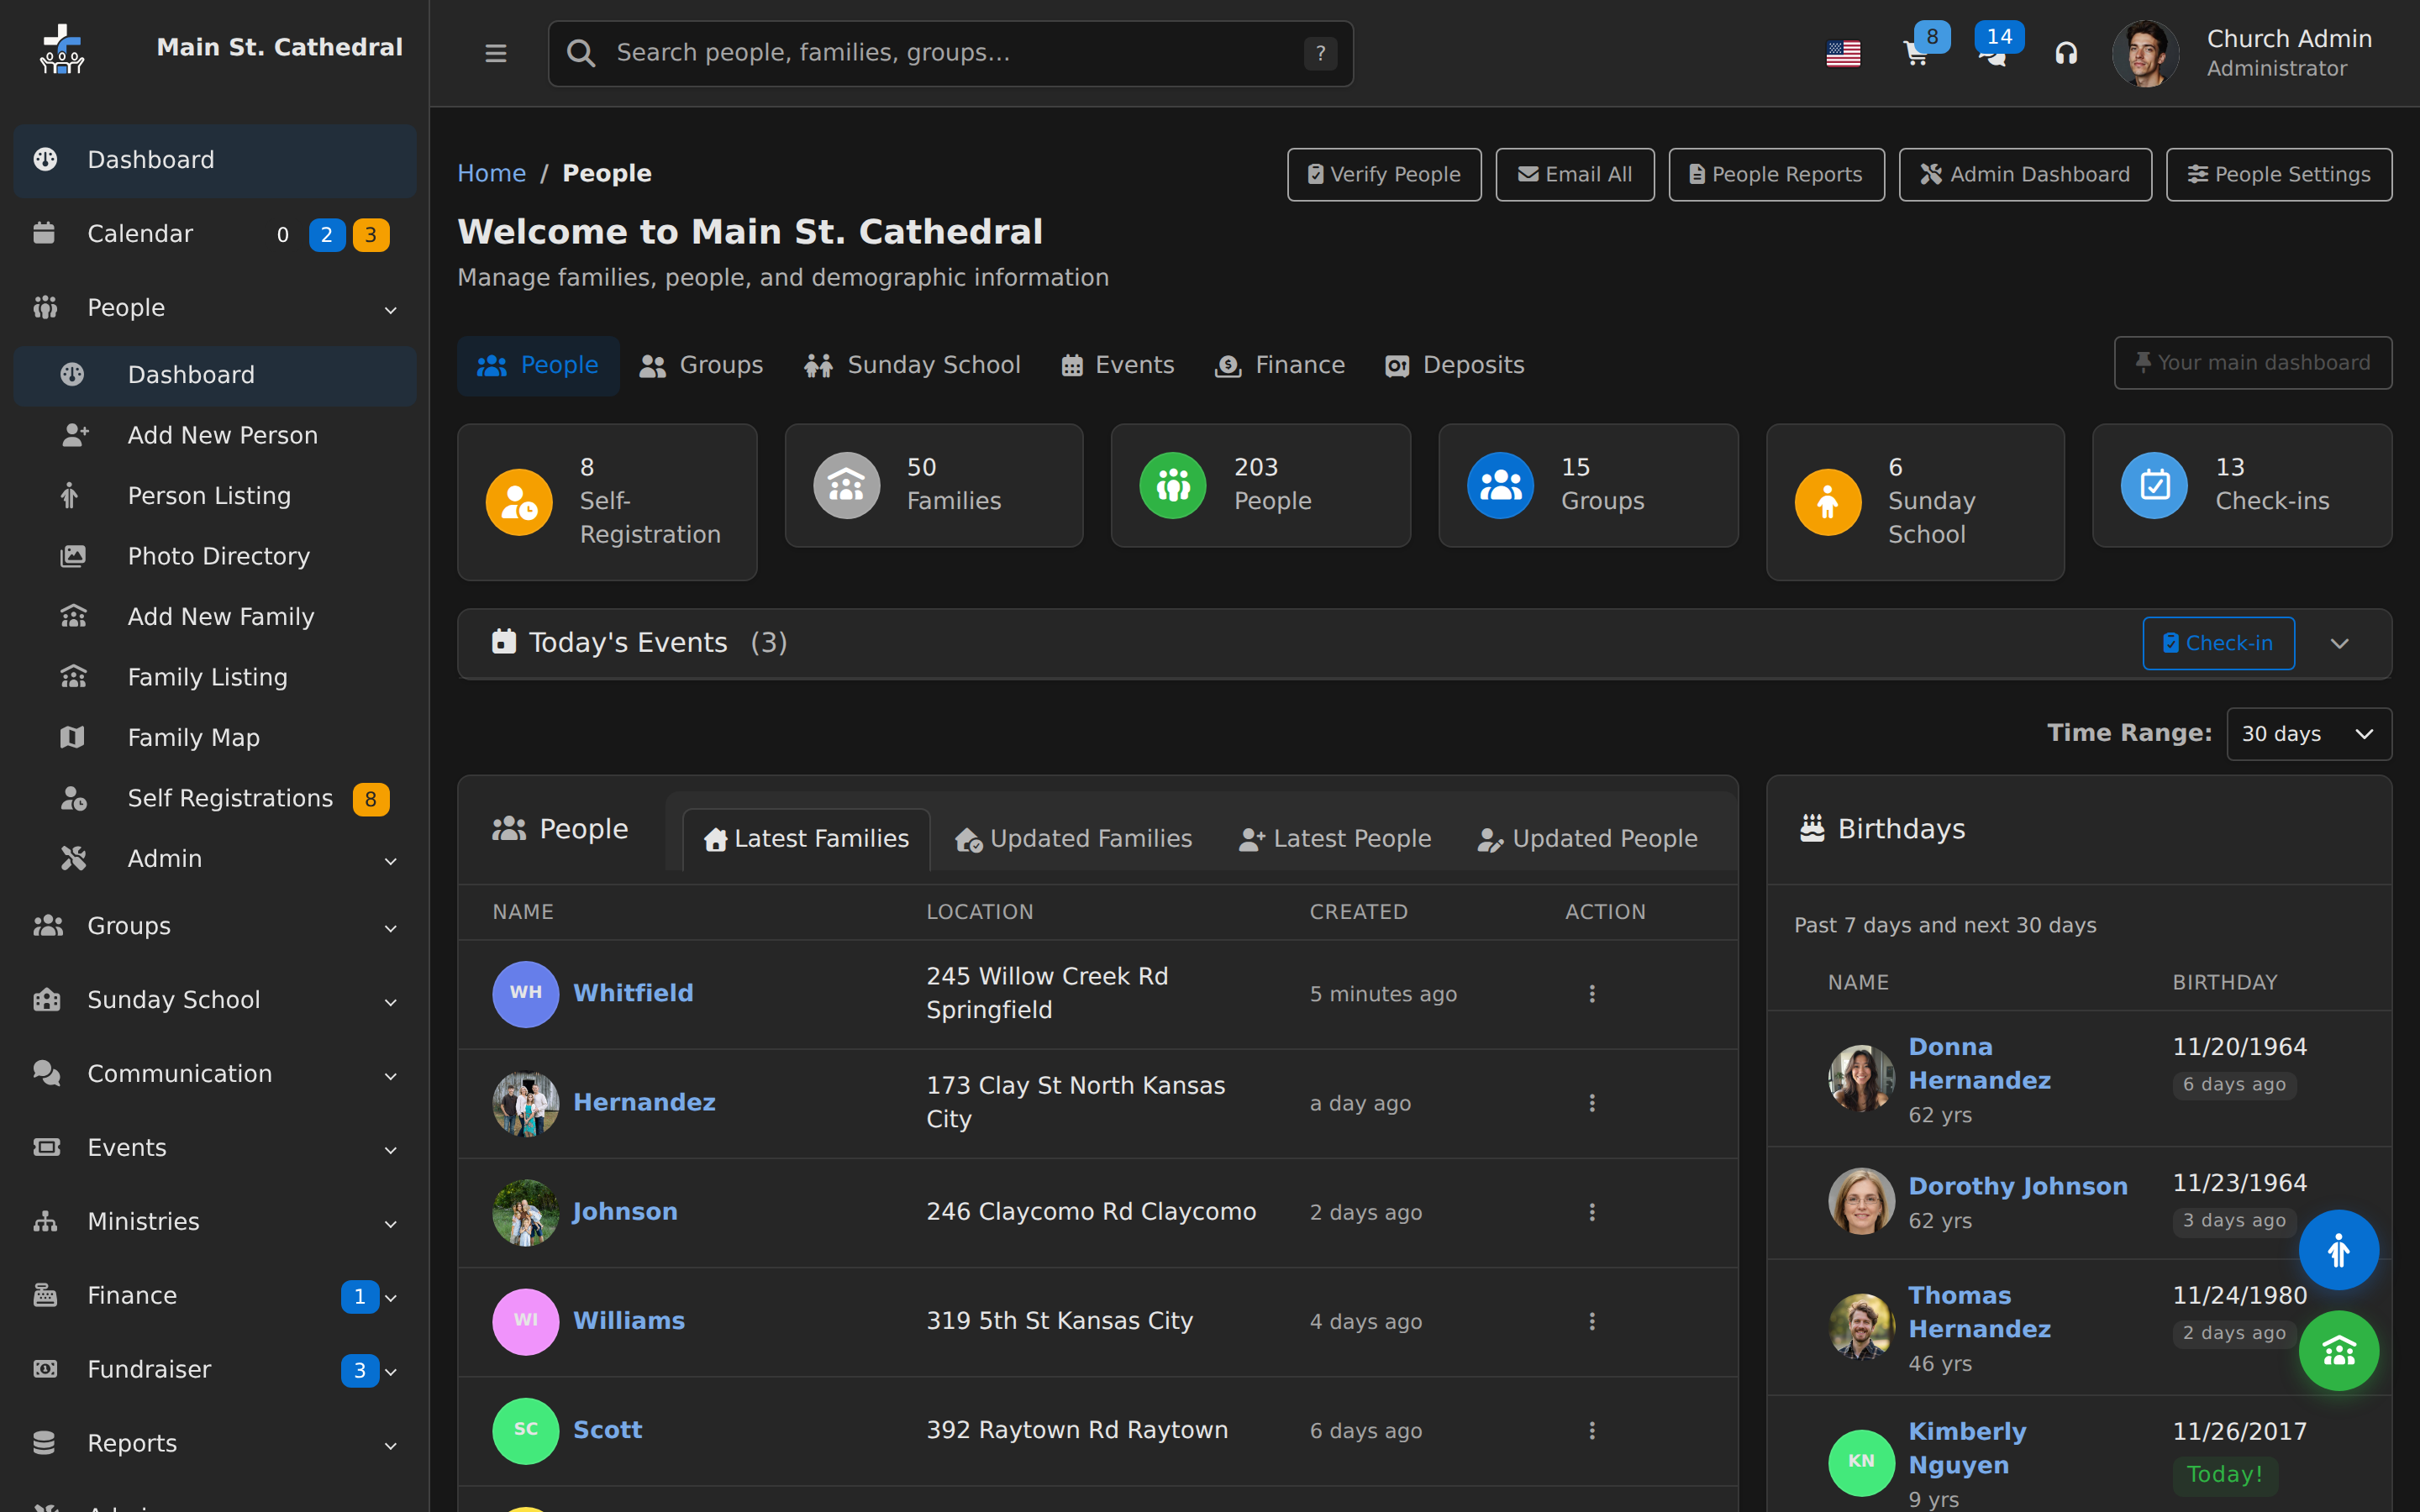 Main St. Cathedral
Search people, families, groups...
?
8
14
Church Admin
Administrator
Dashboard
Calendar 0 2 3
People
Dashboard
Add New Person
Person Listing
Photo Directory
Add New Family
Family Listing
Family Map
Self Registrations 8
Admin
Groups
Sunday School
Communication
Events
Ministries
Finance 1
Fundraiser 3
Reports
Home / People
Verify People
Email All
People Reports
Admin Dashboard
People Settings
Welcome to Main St. Cathedral
Manage families, people, and demographic information
People
Groups
Sunday School
Events
Finance
Deposits
Your main dashboard
8
Self-
Registration
50
Families
203
People
15
Groups
6
Sunday
School
13
Check-ins
Today's Events (3)
Check-in
Time Range: 30 days
People
Latest Families
Updated Families
Latest People
Updated People
NAME LOCATION CREATED ACTION
WH Whitfield
245 Willow Creek Rd
Springfield
5 minutes ago
Hernandez
173 Clay St North Kansas
City
a day ago
Johnson
246 Claycomo Rd Claycomo
2 days ago
WI Williams
319 5th St Kansas City
4 days ago
SC Scott
392 Raytown Rd Raytown
6 days ago
Birthdays
Past 7 days and next 30 days
NAME BIRTHDAY
Donna
Hernandez
62 yrs
11/20/1964
6 days ago
Dorothy Johnson
62 yrs
11/23/1964
3 days ago
Thomas
Hernandez
46 yrs
11/24/1980
2 days ago
KN
Kimberly
Nguyen
9 yrs
11/26/2017
Today!